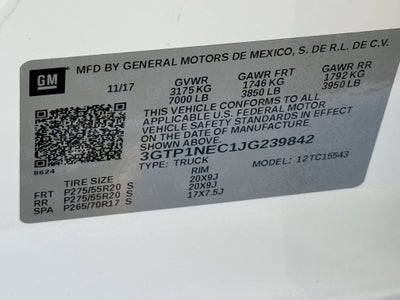 MFD BY GENERAL MOTORS DE MEXICO, S. DE R.L. DE C.V.
GM
11/17 GVWR GAWR FRT GAWR RR
3175 KG 1746 KG 1792 KG
7000 LB 3850 LB 3950 LB
THIS VEHICLE CONFORMS TO ALL
APPLICABLE U.S. FEDERAL MOTOR
VEHICLE SAFETY STANDARDS IN EFFECT
ON THE DATE OF MANUFACTURE
SHOWN ABOVE.
3GTP1NEC1JG239842
8624
TYPE: TRUCK MODEL: 12TC15543
TIRE SIZE RIM
FRT P275/55R20 S 20X9J
RR P275/55R20 S 20X9J
SPA P265/70R17 S 17X7.5J